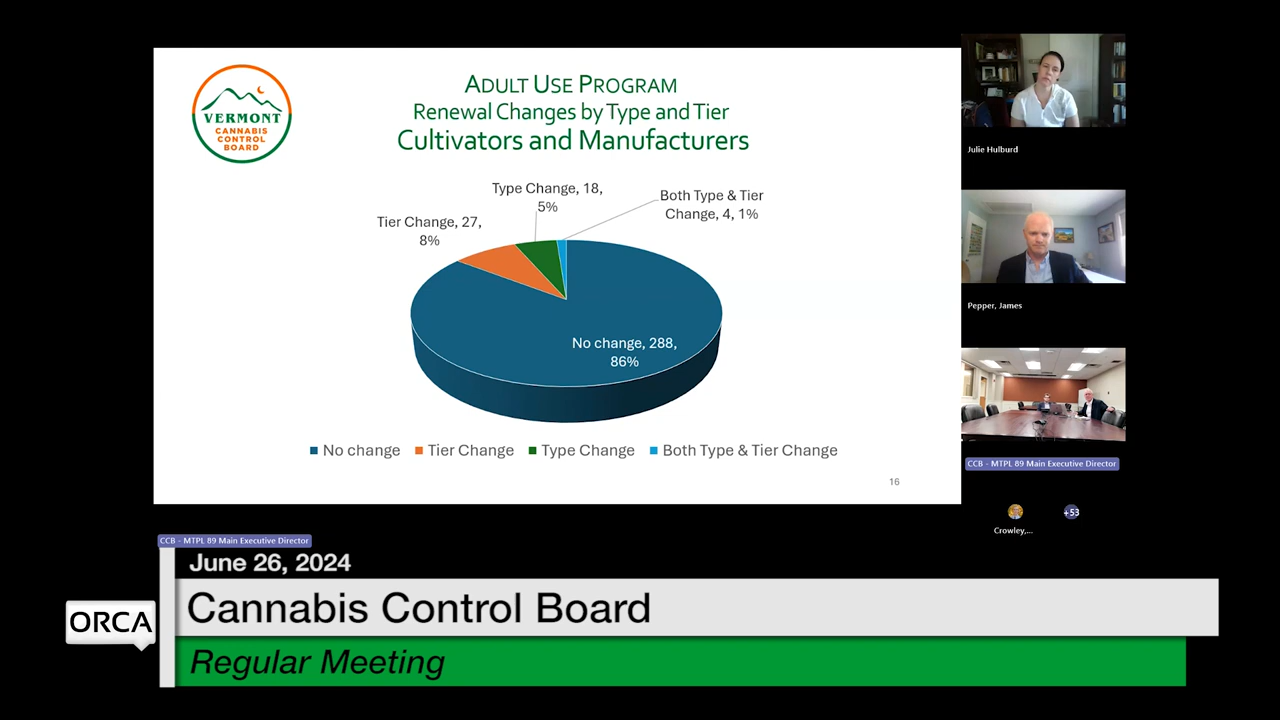 VERMONT
CANNABIS
CONTROL
BOARD
ADULT USE PROGRAM
Renewal Changes by Type and Tier
Cultivators and Manufacturers
Type Change, 18,
5%
Both Type & Tier
Change, 4, 1%
Tier Change, 27,
8%
No change, 288,
86%
No change
Tier Change
Type Change
Both Type & Tier Change
16
Julie Hulburd
Pepper, James
CCB - MTPL 89 Main Executive Director
+53
Crowley,...
CCB - MTPL 89 Main Executive Director
June 26, 2024
ORCA
Cannabis Control Board
Regular Meeting